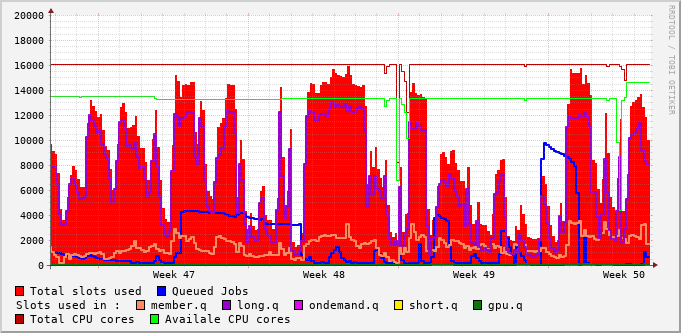 RRDTOOL / TOBI OETIKER
20000
18000
16000
14000
12000
10000
8000
6000
4000
2000
0
Week 47 Week 48 Week 49 Week 50
Total slots used Queued Jobs
Slots used in : member.q long.q ondemand.q short.q gpu.q
Total CPU cores Availale CPU cores